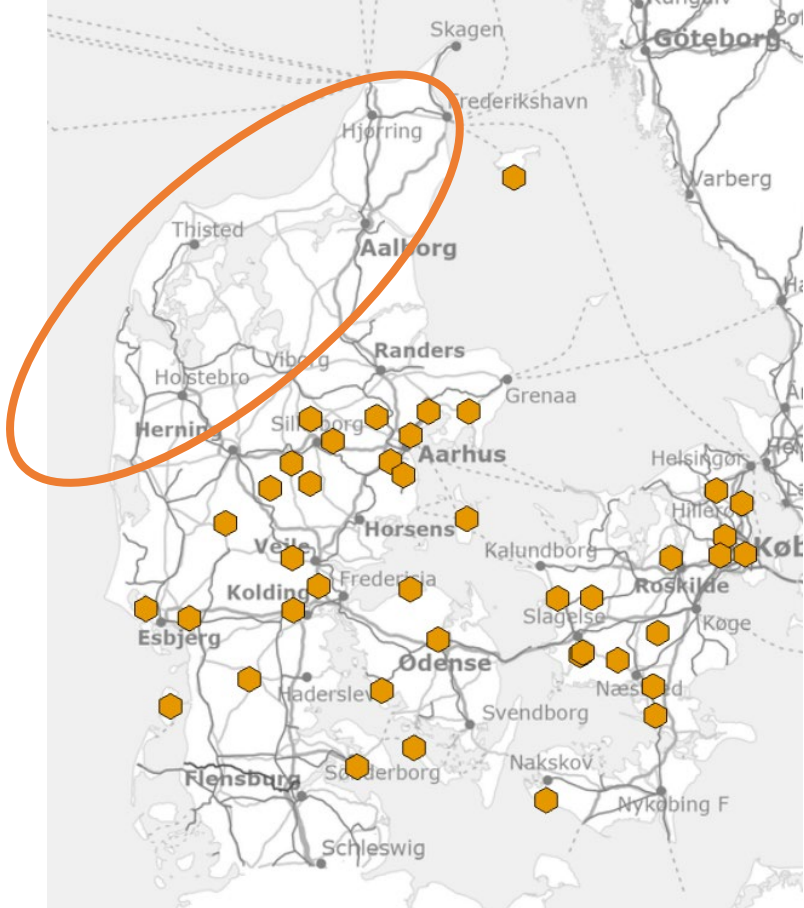 Skagen
Göteborg
Frederikshavn
Hjørring
Varberg
Thisted
Aalborg
Randers
Viborg
Holstebro
Grenaa
Herning
Silkeborg
Aarhus
Helsingør
Hillerø
Horsens
Vejle
Kalundborg
Køb
Fredericia
Kolding
Roskilde
Slagelse
Køge
Esbjerg
Odense
Haderslev
Næstved
Svendborg
Nakskov
Flensburg
Sønderborg
Nykøbing F
Schleswig